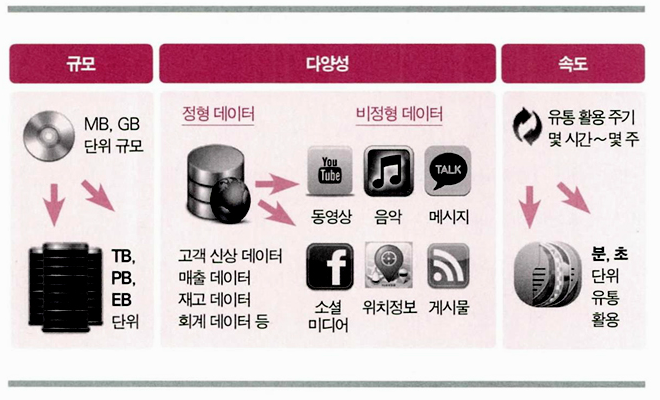 규모
다양성
속도
MB, GB
단위 규모
TB,
PB,
EB
단위
정형 데이터
비정형 데이터
고객 신상 데이터
매출 데이터
재고 데이터
회계 데이터 등
You
Tube
TALK
동영상
음악
메시지
f
소셜
미디어
위치정보
게시물
유통 활용 주기
몇 시간~몇 주
분, 초
단위
유통
활용